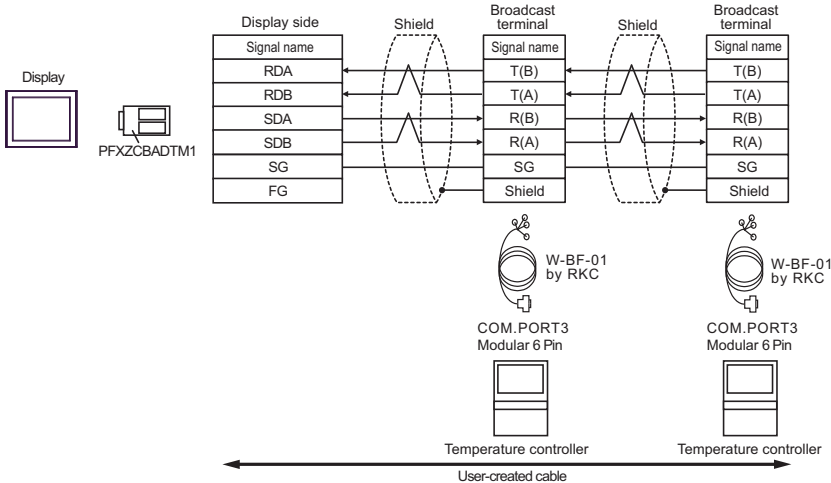 Display
PFXZCBADTM1
Display side
Signal name
RDA
RDB
SDA
SDB
SG
FG
Shield
Broadcast
terminal
Signal name
T(B)
T(A)
R(B)
R(A)
SG
Shield
Shield
Broadcast
terminal
Signal name
T(B)
T(A)
R(B)
R(A)
SG
Shield
W-BF-01
by RKC
COM.PORT3
Modular 6 Pin
Temperature controller
W-BF-01
by RKC
COM.PORT3
Modular 6 Pin
Temperature controller
User-created cable